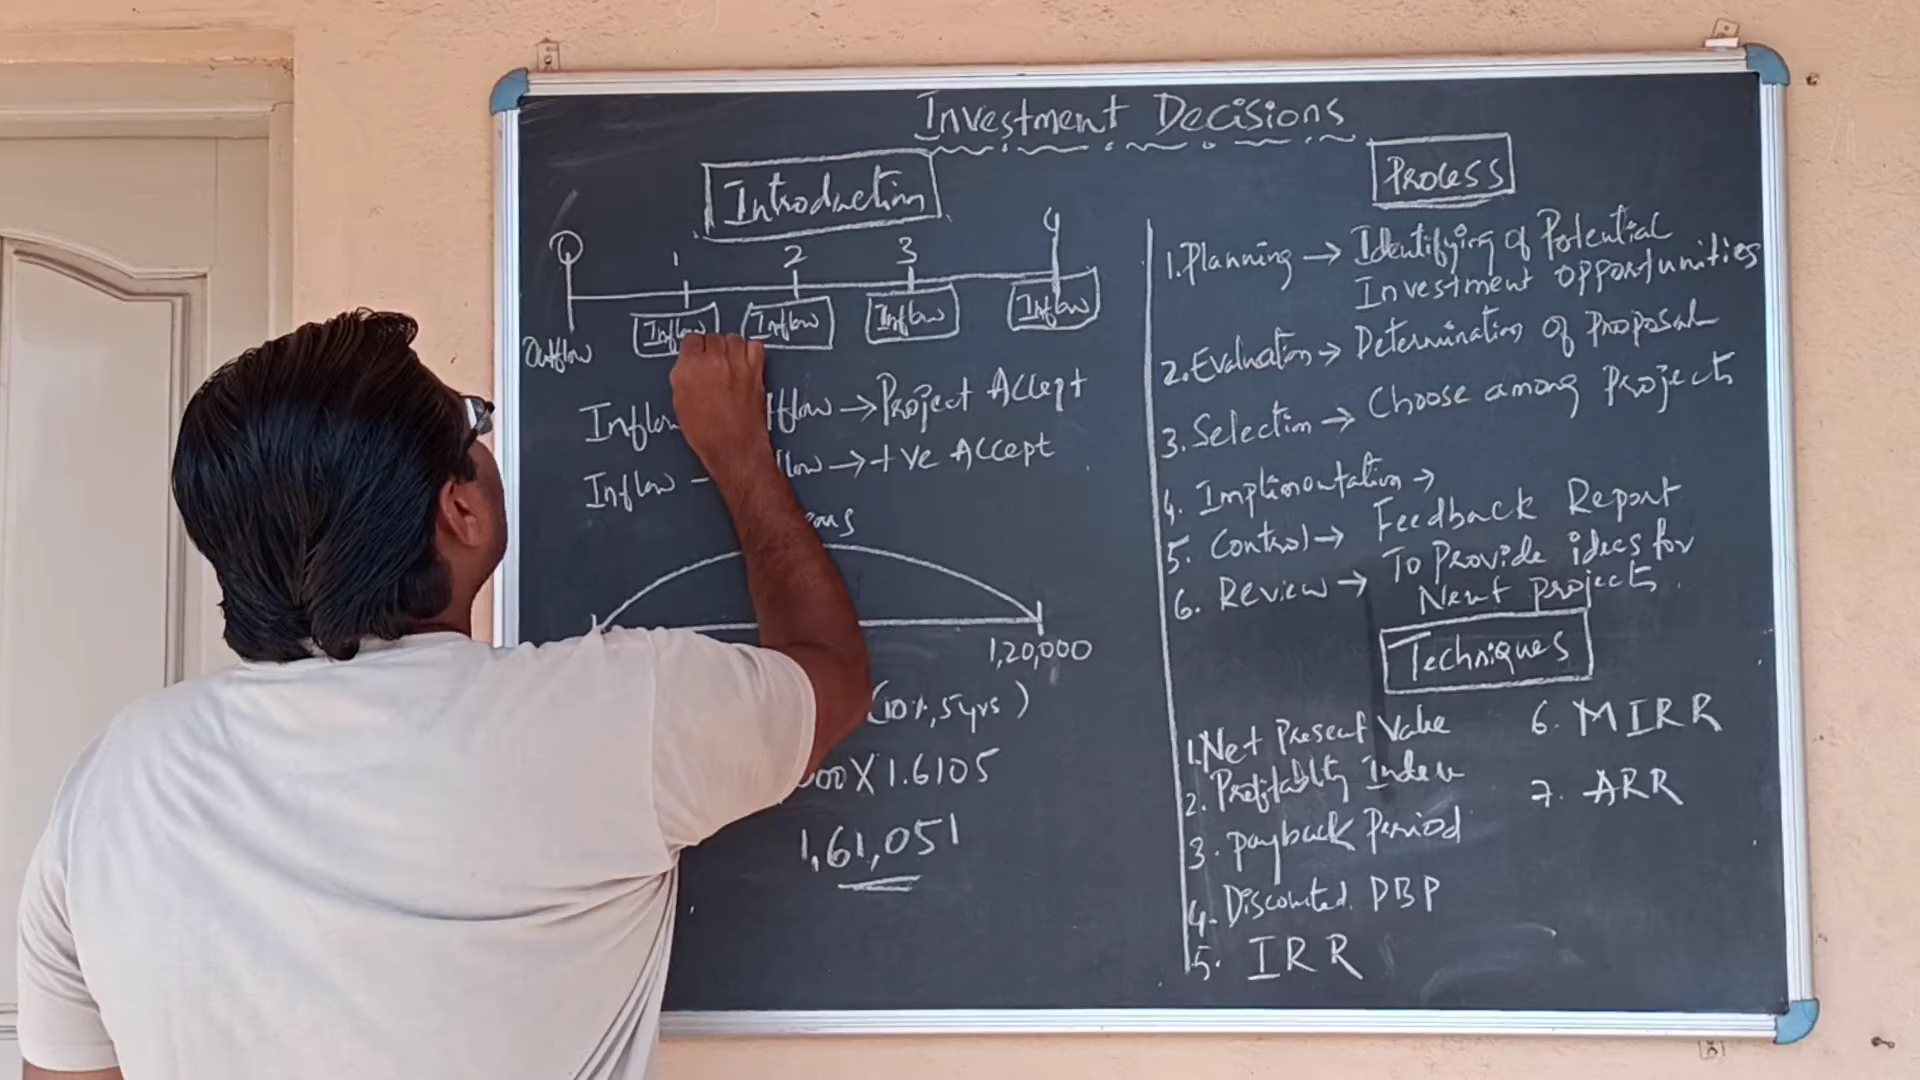 Investment Decisions
Introduction
0 1 2 3 4
Outflow Inflow Inflow Inflow Inflow
Inflow → Project Accept
Inflow - → +ve Accept
1,20,000
(10%, 5yrs)
000 X 1.6105
1,61,051
Process
1. Planning → Identifying of Potential
Investment opportunities
2. Evaluation → Determination of proposal
3. Selection → Choose among Projects
4. Implimentation →
5. Control → Feedback Report
6. Review → To Provide ideas for
Next projects.
Techniques
1. Net Present Value
2. Profitability Index
3. Payback Period
4. Discounted PBP
5. IRR
6. MIRR
7. ARR